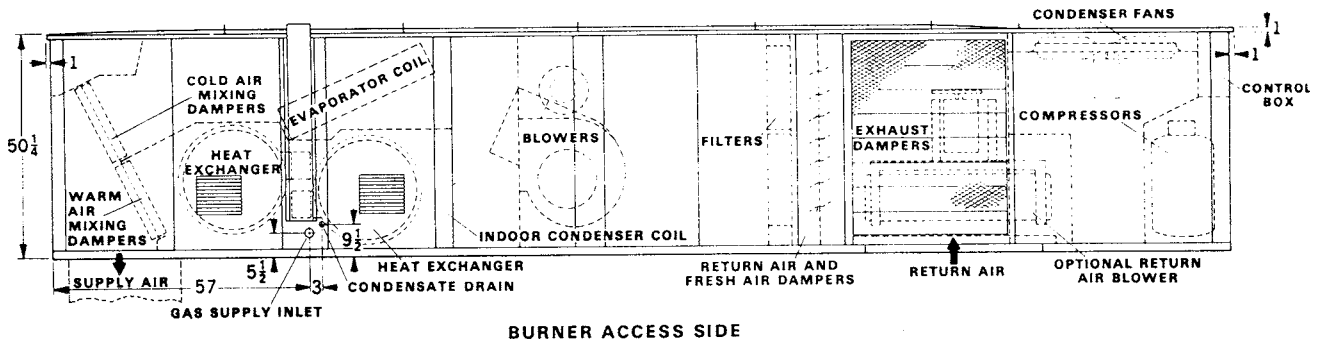 CONDENSER FANS
1
1
1
COLD AIR
MIXING
DAMPERS
EVAPORATOR COIL
CONTROL
BOX
50 1/4
BLOWERS
FILTERS
EXHAUST
DAMPERS
COMPRESSORS
HEAT
EXCHANGER
WARM
AIR
MIXING
DAMPERS
9 1/2
INDOOR CONDENSER COIL
5 1/2
HEAT EXCHANGER
RETURN AIR AND
FRESH AIR DAMPERS
RETURN AIR
OPTIONAL RETURN
AIR BLOWER
SUPPLY AIR
57
3
CONDENSATE DRAIN
GAS SUPPLY INLET
BURNER ACCESS SIDE